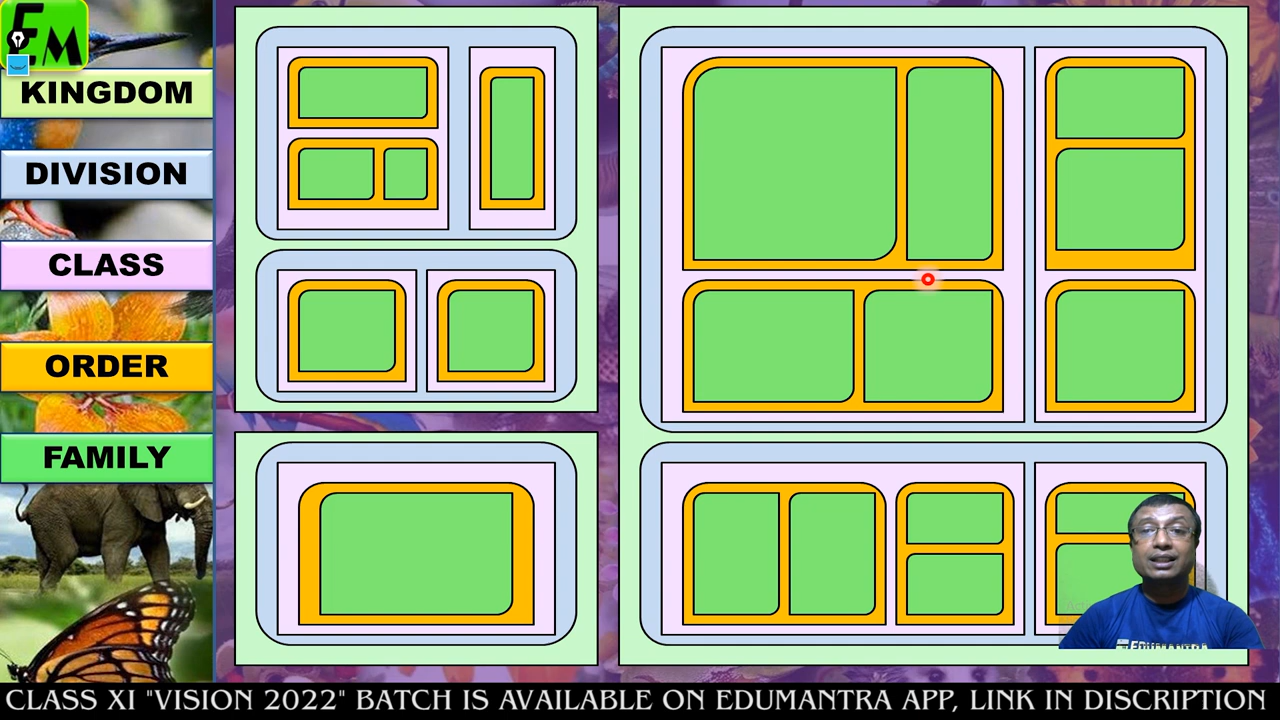 EM
KINGDOM
DIVISION
CLASS
ORDER
FAMILY
EDUMANTRA
CLASS XI "VISION 2022" BATCH IS AVAILABLE ON EDUMANTRA APP, LINK IN DISCRIPTION